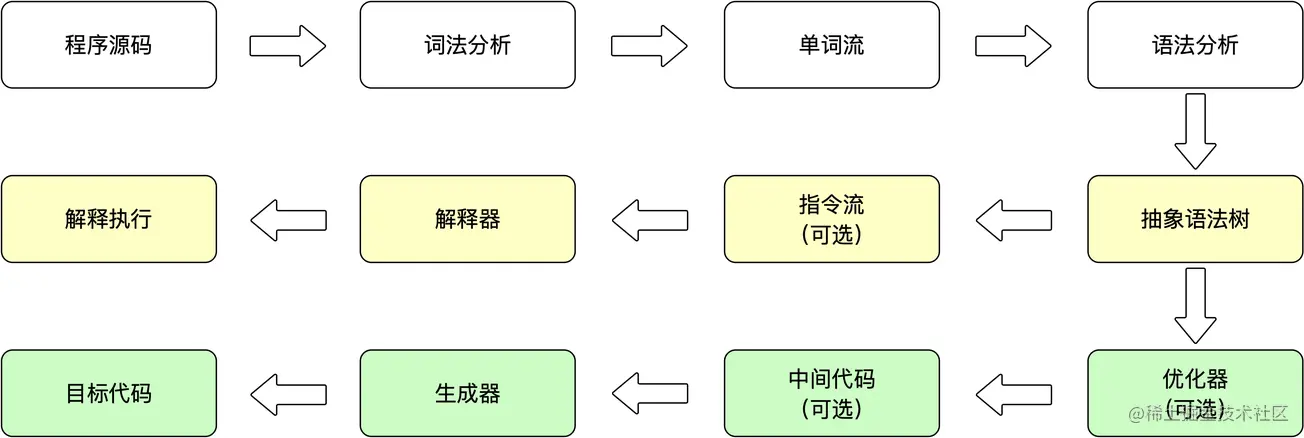 程序源码
词法分析
单词流
语法分析
解释执行
解释器
指令流
（可选）
抽象语法树
目标代码
生成器
中间代码
（可选）
优化器
（可选）
@稀土掘金技术社区